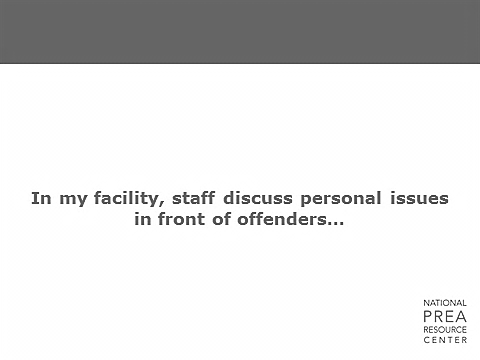 In my facility, staff discuss personal issues
in front of offenders...
NATIONAL
PREA
RESOURCE
CENTER